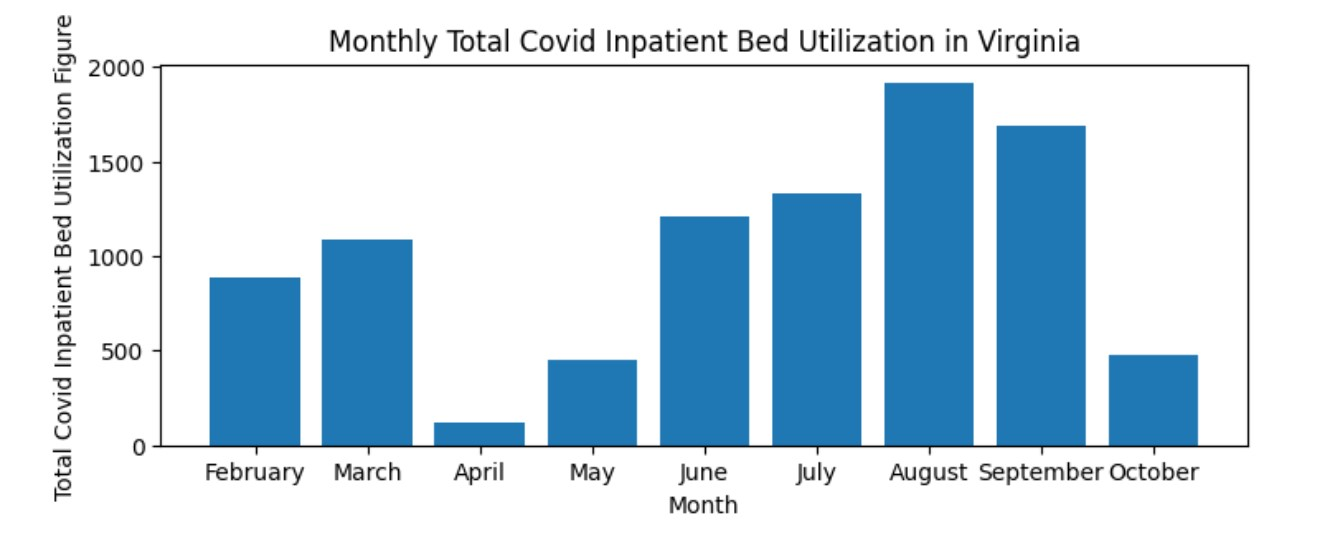 Monthly Total Covid Inpatient Bed Utilization in Virginia
Total Covid Inpatient Bed Utilization Figure
2000
1500
1000
500
0
February March April May June July August September October
Month